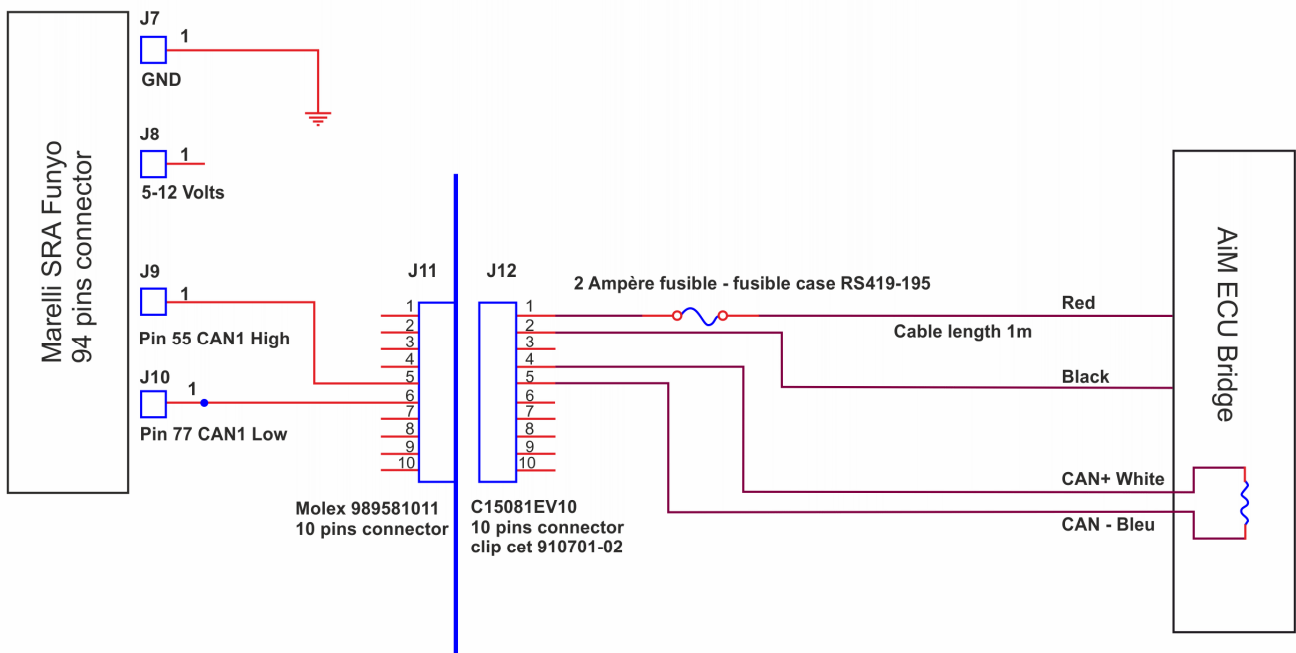 Marelli SRA Funyo
94 pins connector
J7
1
GND
J8
1
5-12 Volts
J9
1
Pin 55 CAN1 High
J10
1
Pin 77 CAN1 Low
J11
1
2
3
4
5
6
7
8
9
10
Molex 989581011
10 pins connector
J12
1
2
3
4
5
6
7
8
9
10
C15081EV10
10 pins connector
clip cet 910701-02
2 Ampère fusible - fusible case RS419-195
Red
Cable length 1m
Black
CAN+ White
CAN - Bleu
AiM ECU Bridge